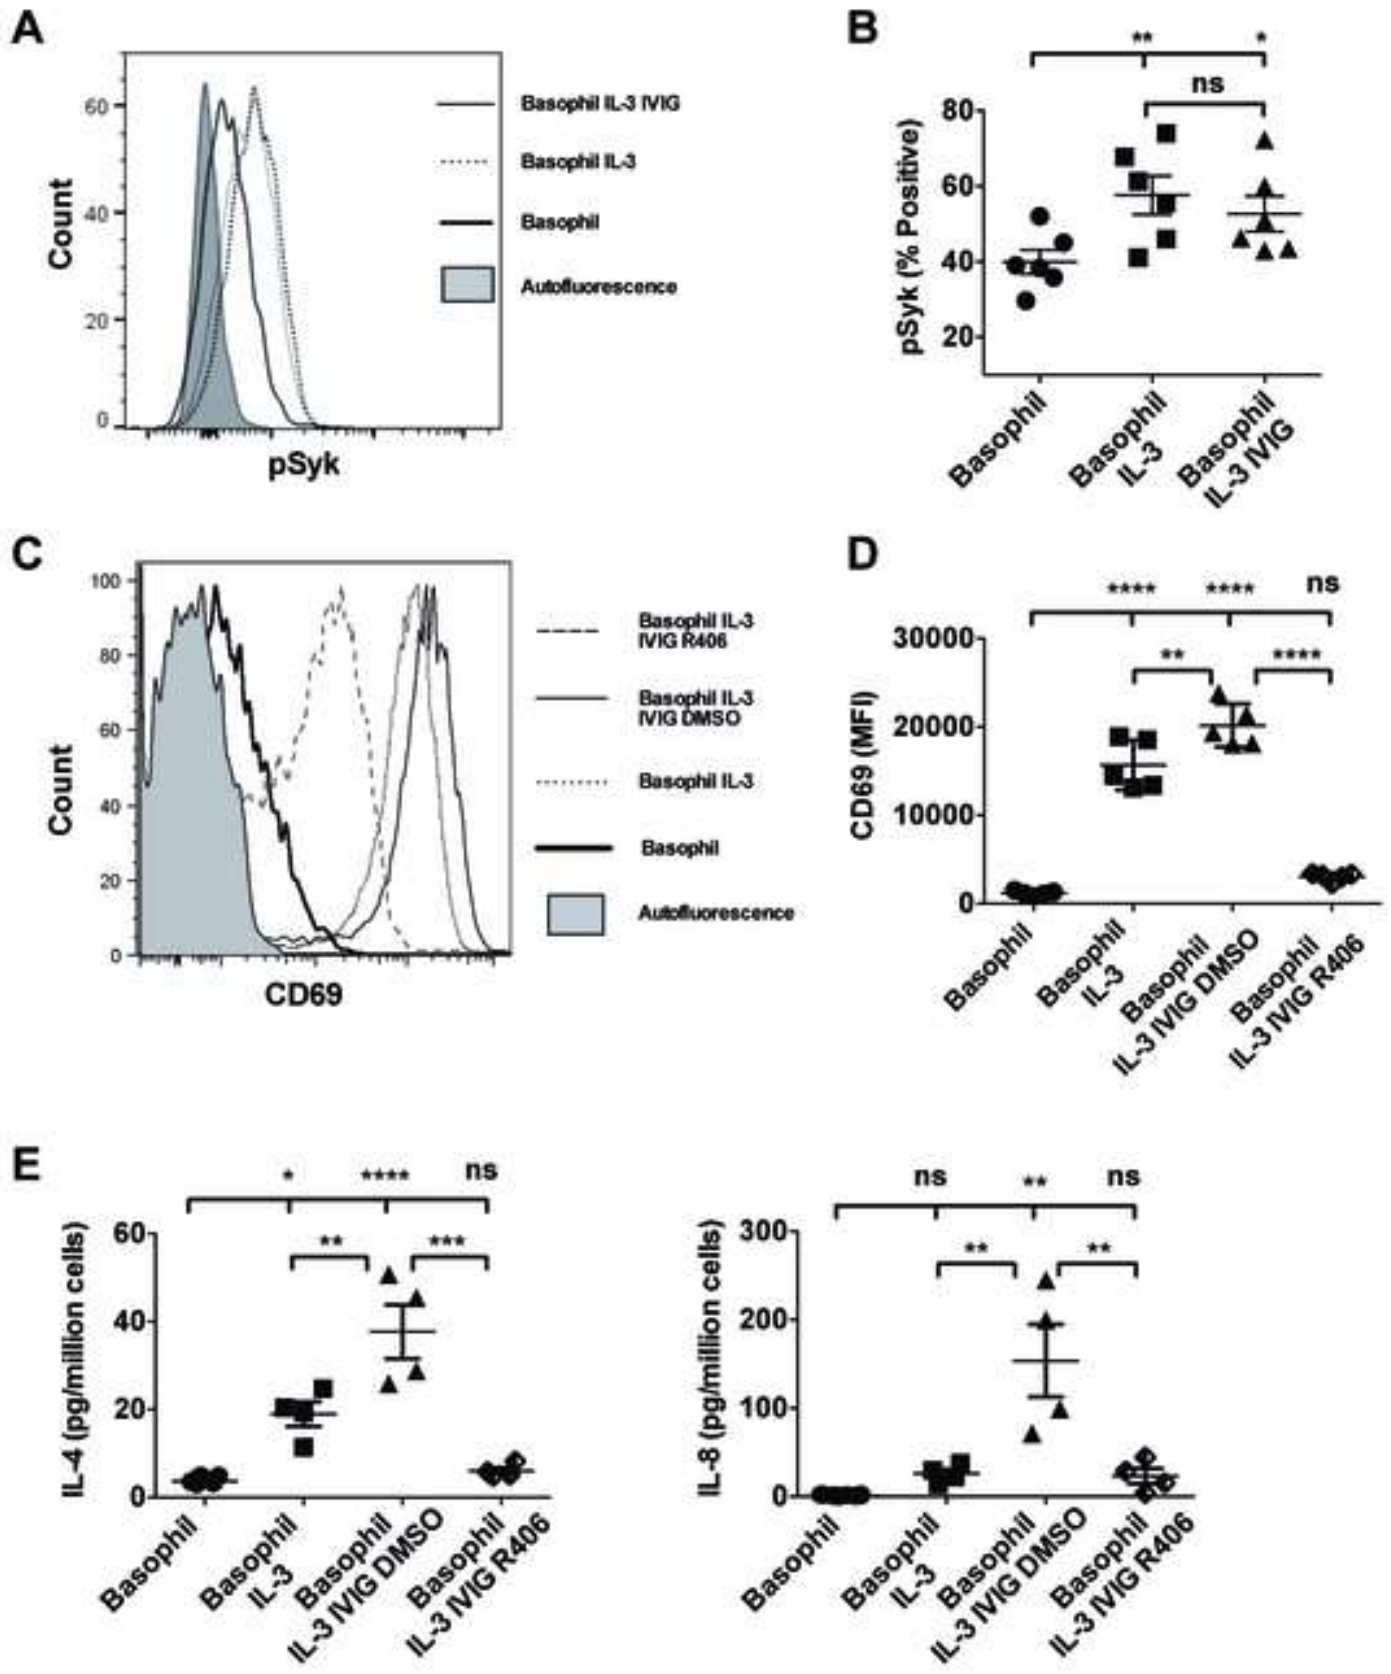 A
60
40
20
0
Count
pSyk
Basophil IL-3 IVIG
Basophil IL-3
Basophil
Autofluorescence
B
** *
ns
80
60
40
20
pSyk (% Positive)
Basophil
Basophil
IL-3
Basophil
IL-3 IVIG
C
100
80
60
40
20
0
Count
CD69
Basophil IL-3
IVIG R406
Basophil IL-3
IVIG DMSO
Basophil IL-3
Basophil
Autofluorescence
D
**** **** ns
** ****
30000
20000
10000
0
CD69 (MFI)
Basophil
Basophil
IL-3
Basophil
IL-3 IVIG DMSO
Basophil
IL-3 IVIG R406
E
* **** ns
** ***
60
40
20
0
IL-4 (pg/million cells)
Basophil
Basophil
IL-3
Basophil
IL-3 IVIG DMSO
Basophil
IL-3 IVIG R406
ns ** ns
** **
300
200
100
0
IL-8 (pg/million cells)
Basophil
Basophil
IL-3
Basophil
IL-3 IVIG DMSO
Basophil
IL-3 IVIG R406